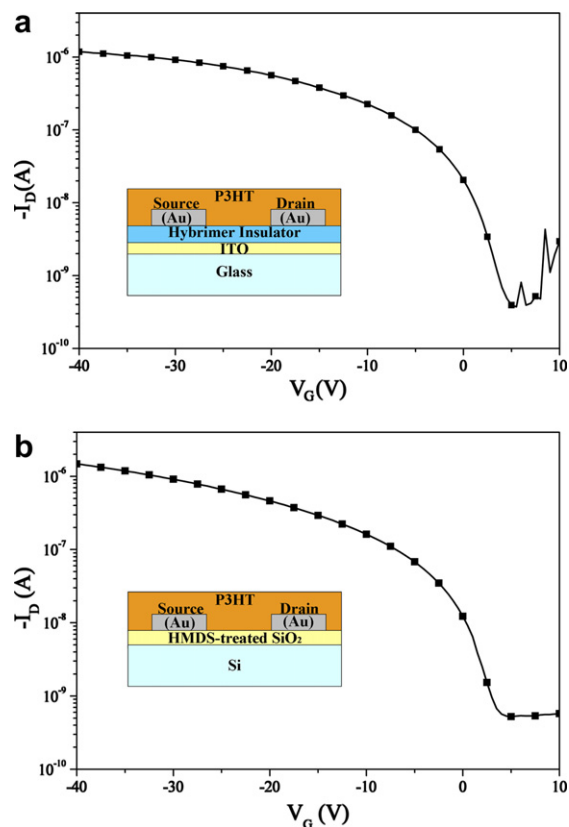 a
10⁻⁶
10⁻⁷
10⁻⁸
10⁻⁹
10⁻¹⁰
-I_D(A)
P3HT
Source Drain
(Au) (Au)
Hybrimer Insulator
ITO
Glass
-40 -30 -20 -10 0 10
V_G(V)
b
10⁻⁶
10⁻⁷
10⁻⁸
10⁻⁹
10⁻¹⁰
-I_D (A)
P3HT
Source Drain
(Au) (Au)
HMDS-treated SiO₂
Si
-40 -30 -20 -10 0 10
V_G (V)